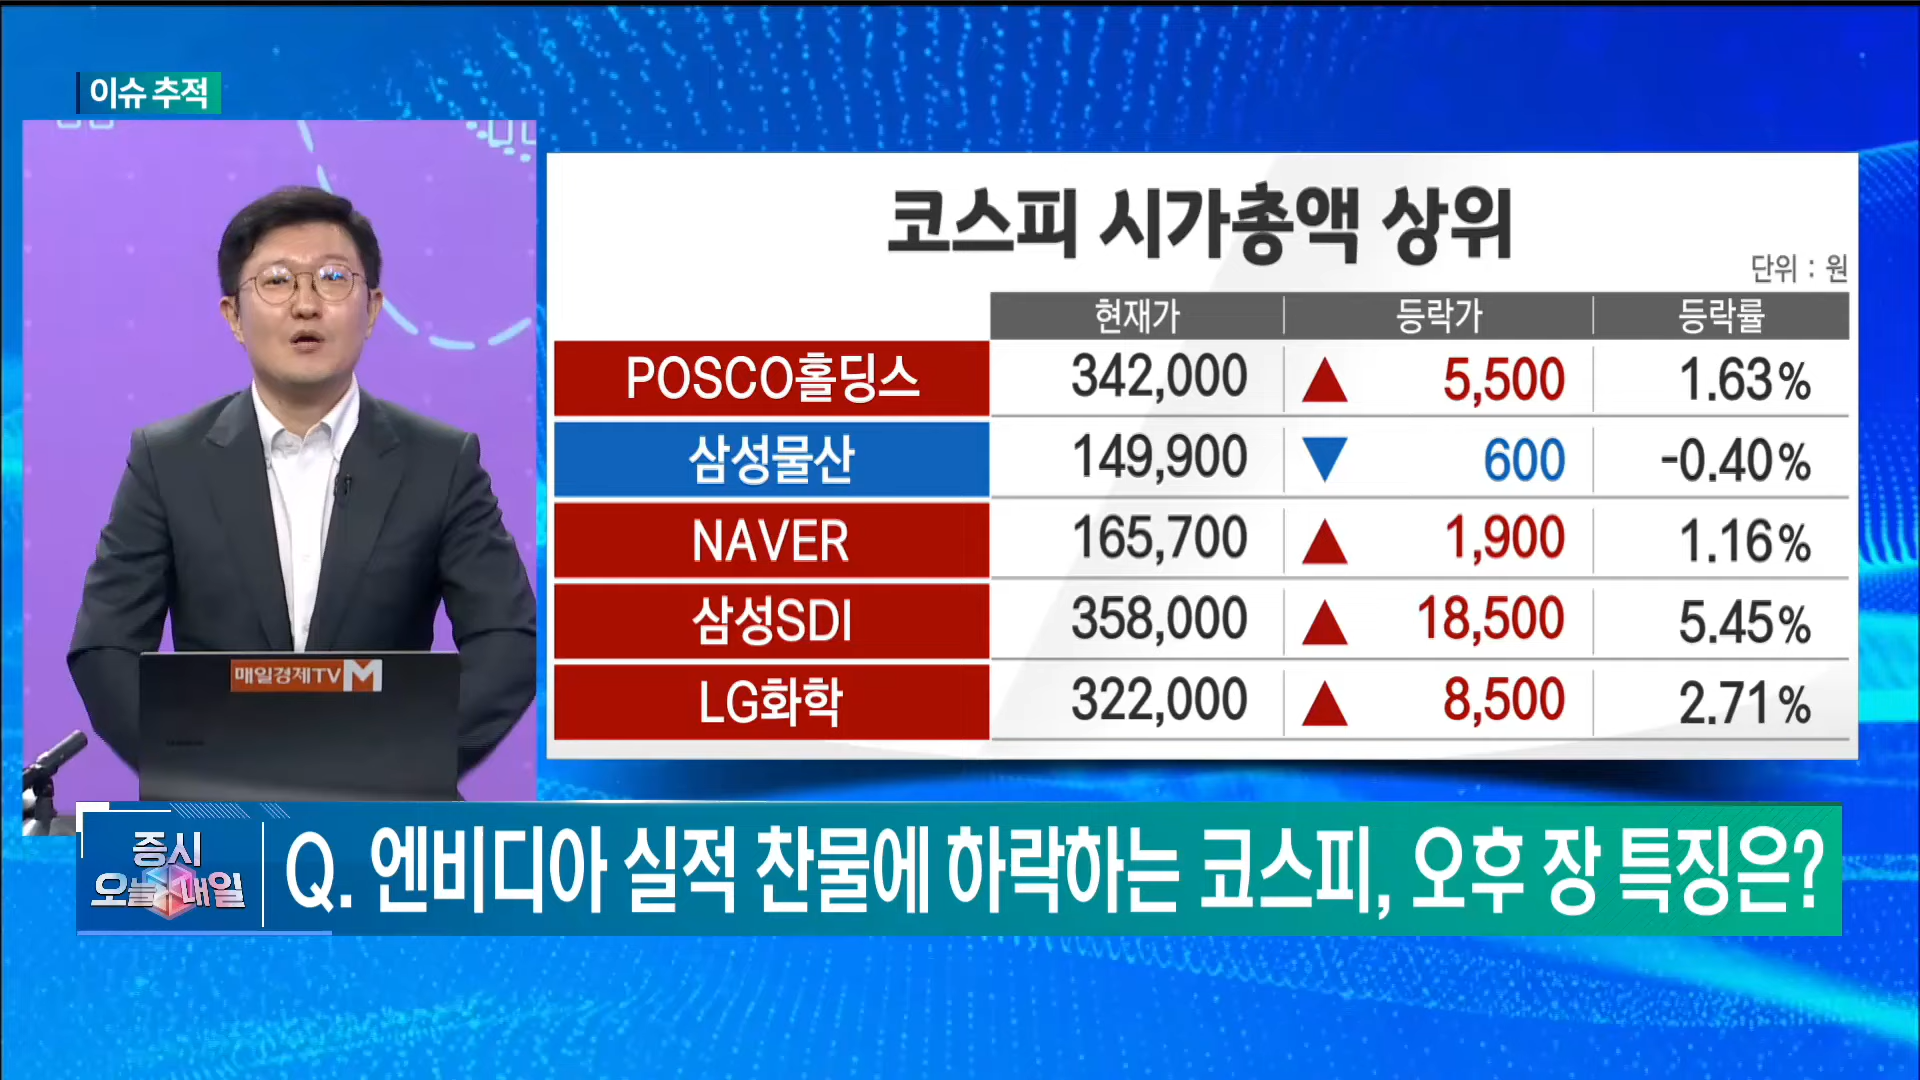 이슈 추적
코스피 시가총액 상위
단위 : 원
현재가 등락가 등락률
POSCO홀딩스 342,000 ▲ 5,500 1.63%
삼성물산 149,900 ▼ 600 -0.40%
NAVER 165,700 ▲ 1,900 1.16%
삼성SDI 358,000 ▲ 18,500 5.45%
LG화학 322,000 ▲ 8,500 2.71%
매일경제TV M
증시
오늘 매일
Q. 엔비디아 실적 찬물에 하락하는 코스피, 오후 장 특징은?